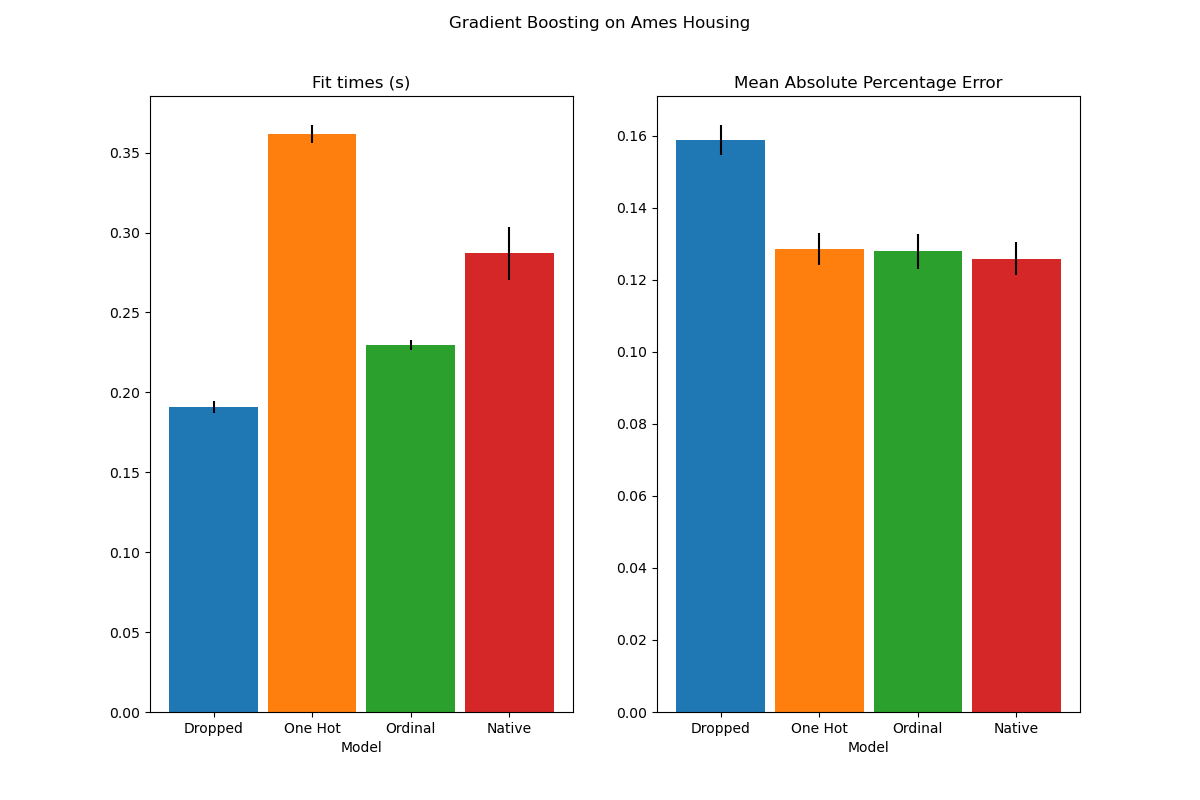 Gradient Boosting on Ames Housing
Fit times (s)
0.35
0.30
0.25
0.20
0.15
0.10
0.05
0.00
Dropped One Hot Ordinal Native
Model
Mean Absolute Percentage Error
0.16
0.14
0.12
0.10
0.08
0.06
0.04
0.02
0.00
Dropped One Hot Ordinal Native
Model